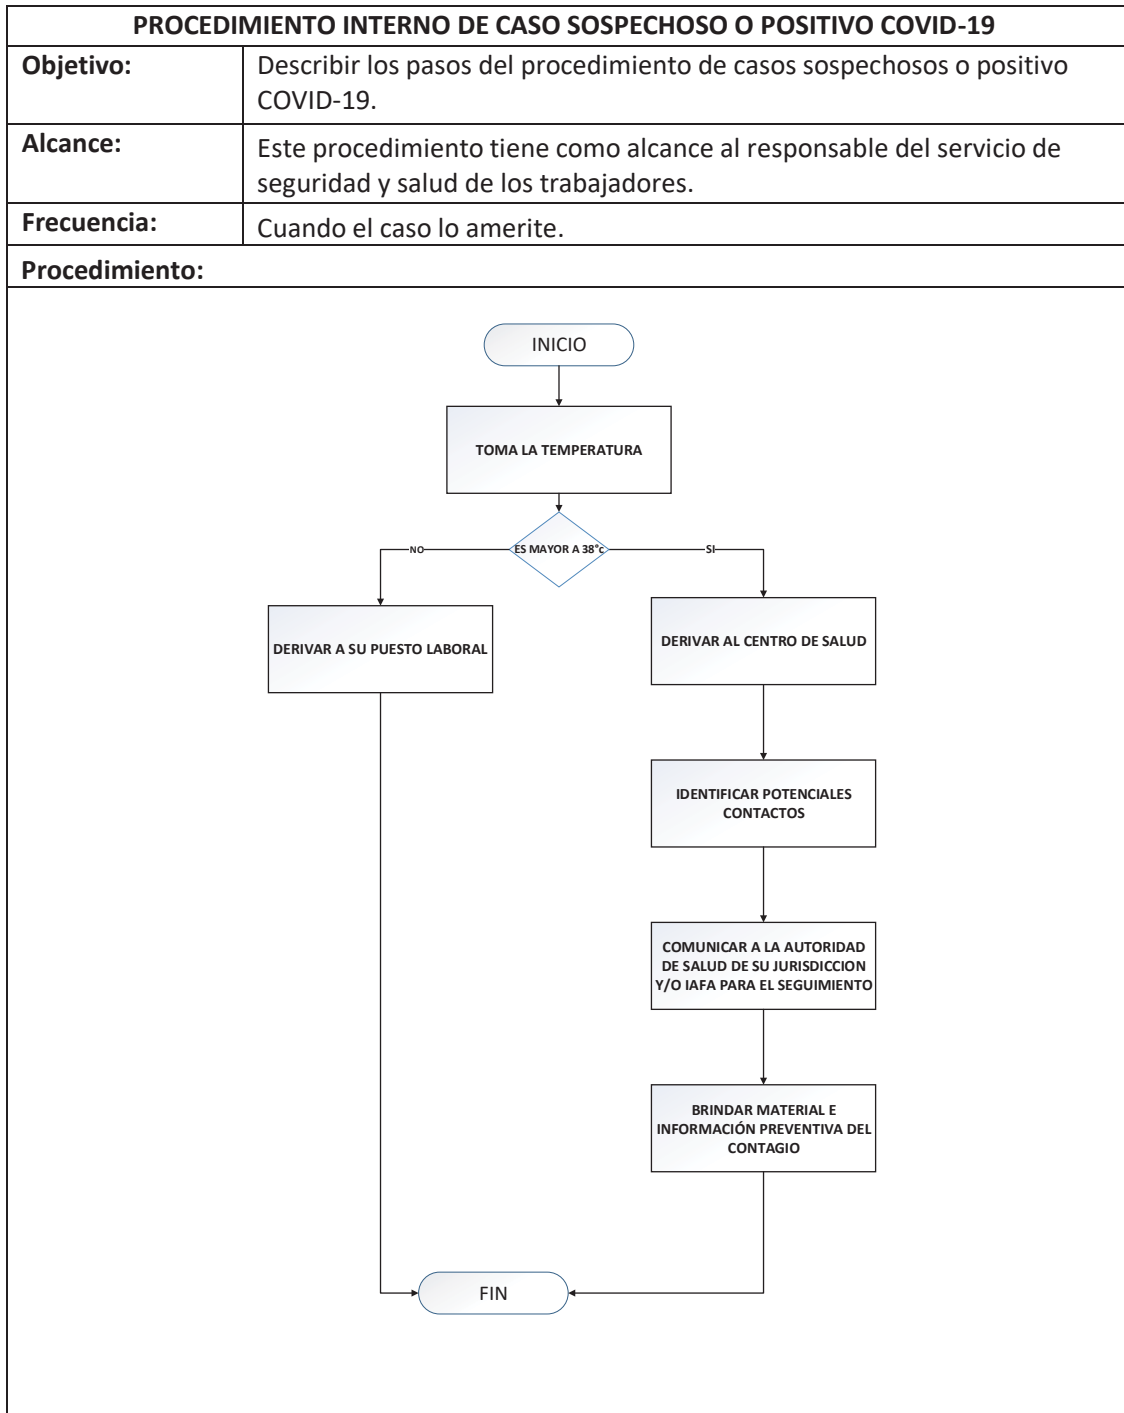 PROCEDIMIENTO INTERNO DE CASO SOSPECHOSO O POSITIVO COVID-19
Objetivo:
Describir los pasos del procedimiento de casos sospechosos o positivo
COVID-19.
Alcance:
Este procedimiento tiene como alcance al responsable del servicio de
seguridad y salud de los trabajadores.
Frecuencia:
Cuando el caso lo amerite.
Procedimiento:
INICIO
TOMA LA TEMPERATURA
ES MAYOR A 38°C
NO
SI
DERIVAR A SU PUESTO LABORAL
DERIVAR AL CENTRO DE SALUD
IDENTIFICAR POTENCIALES
CONTACTOS
COMUNICAR A LA AUTORIDAD
DE SALUD DE SU JURISDICCION
Y/O IAFA PARA EL SEGUIMIENTO
BRINDAR MATERIAL E
INFORMACIÓN PREVENTIVA DEL
CONTAGIO
FIN